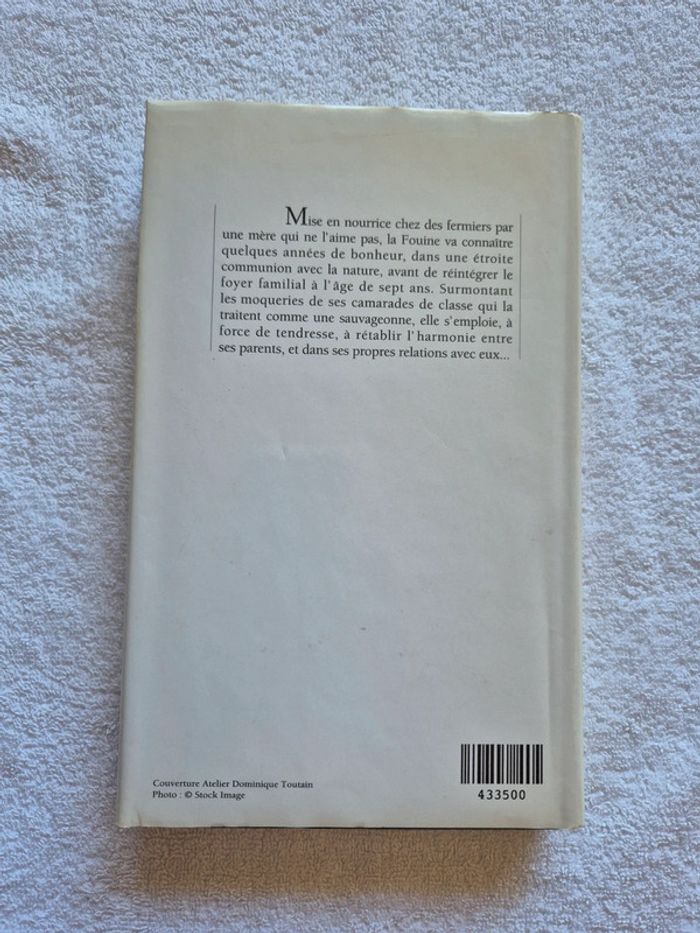 Mise en nourrice chez des fermiers par
une mère qui ne l'aime pas, la Fouine va connaître
quelques années de bonheur, dans une étroite
communion avec la nature, avant de réintégrer le
foyer familial à l'âge de sept ans. Surmontant
les moqueries de ses camarades de classe qui la
traitent comme une sauvageonne, elle s'emploie, à
force de tendresse, à rétablir l'harmonie entre
ses parents, et dans ses propres relations avec eux...
Couverture Atelier Dominique Toutain
Photo : © Stock Image
433500